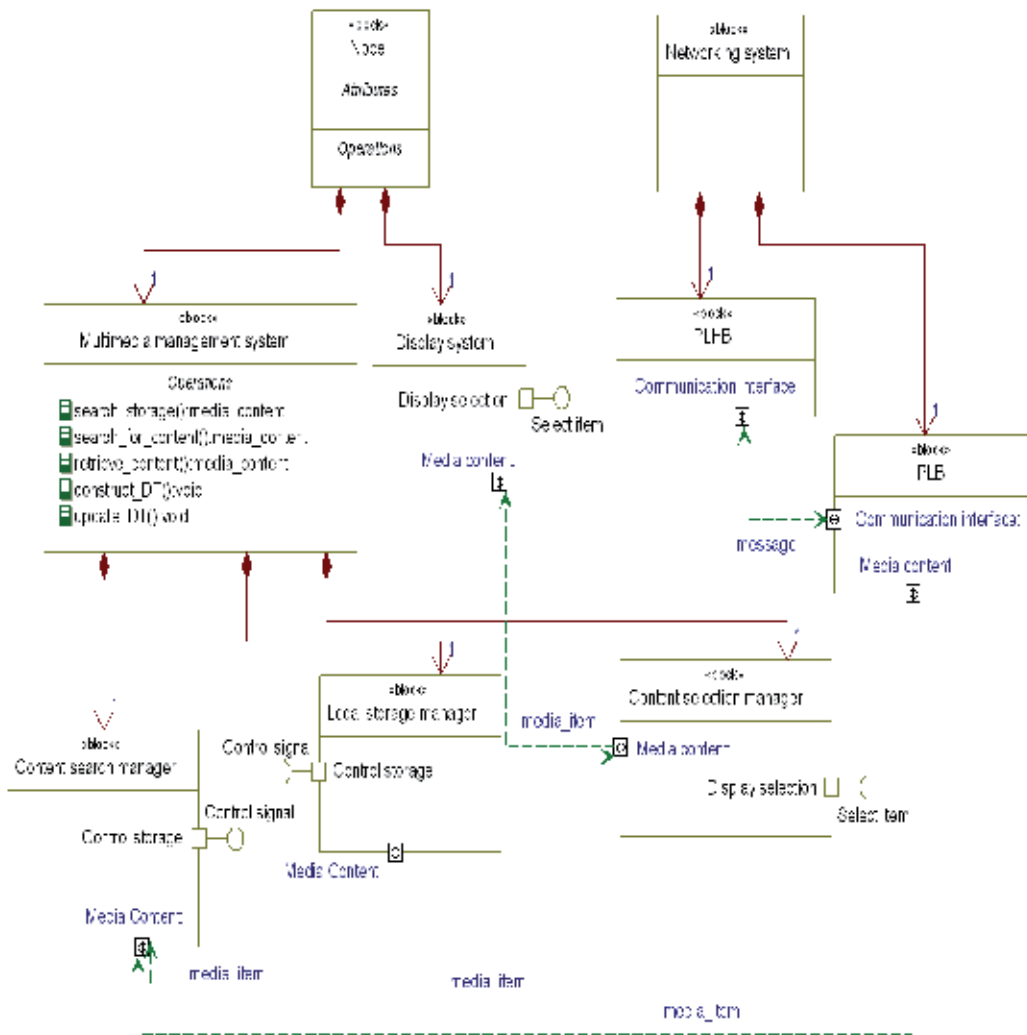 «block»
Node
Attributes
Operations
«block»
Networking system
1
1
«block»
Multimedia management system
Operations
search_storage():media_content
search_for_content():media_content
retrieve_content():media_content
construct_DT():void
update_DT():void
«block»
Display system
Display selection
Select item
Media content
1
«block»
PLHB
Communication interface
1
«block»
PLB
Communication interface
message
Media content
«block»
Content search manager
Control signal
Control storage
Media Content
media_item
1
«block»
Local storage manager
Control signal
Control storage
Media Content
media_item
«block»
Content selection manager
media_item
Media content
Display selection
Select item
media_item